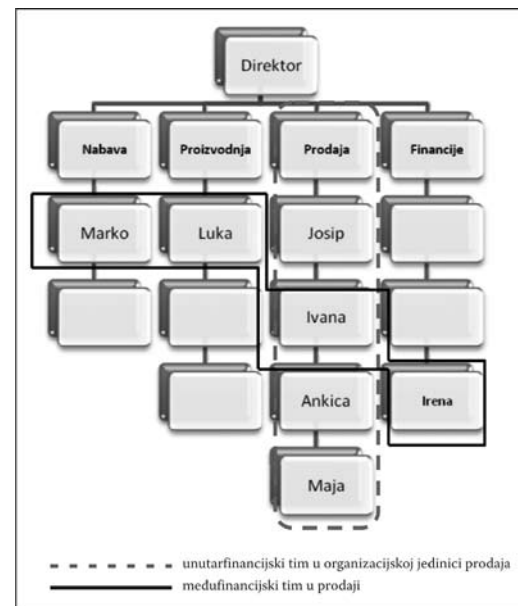 Direktor
Nabava
Proizvodnja
Prodaja
Financije
Marko
Luka
Josip
Ivana
Ankica
Irena
Maja
unutarfinancijski tim u organizacijskoj jedinici prodaja
međufinancijski tim u prodaji